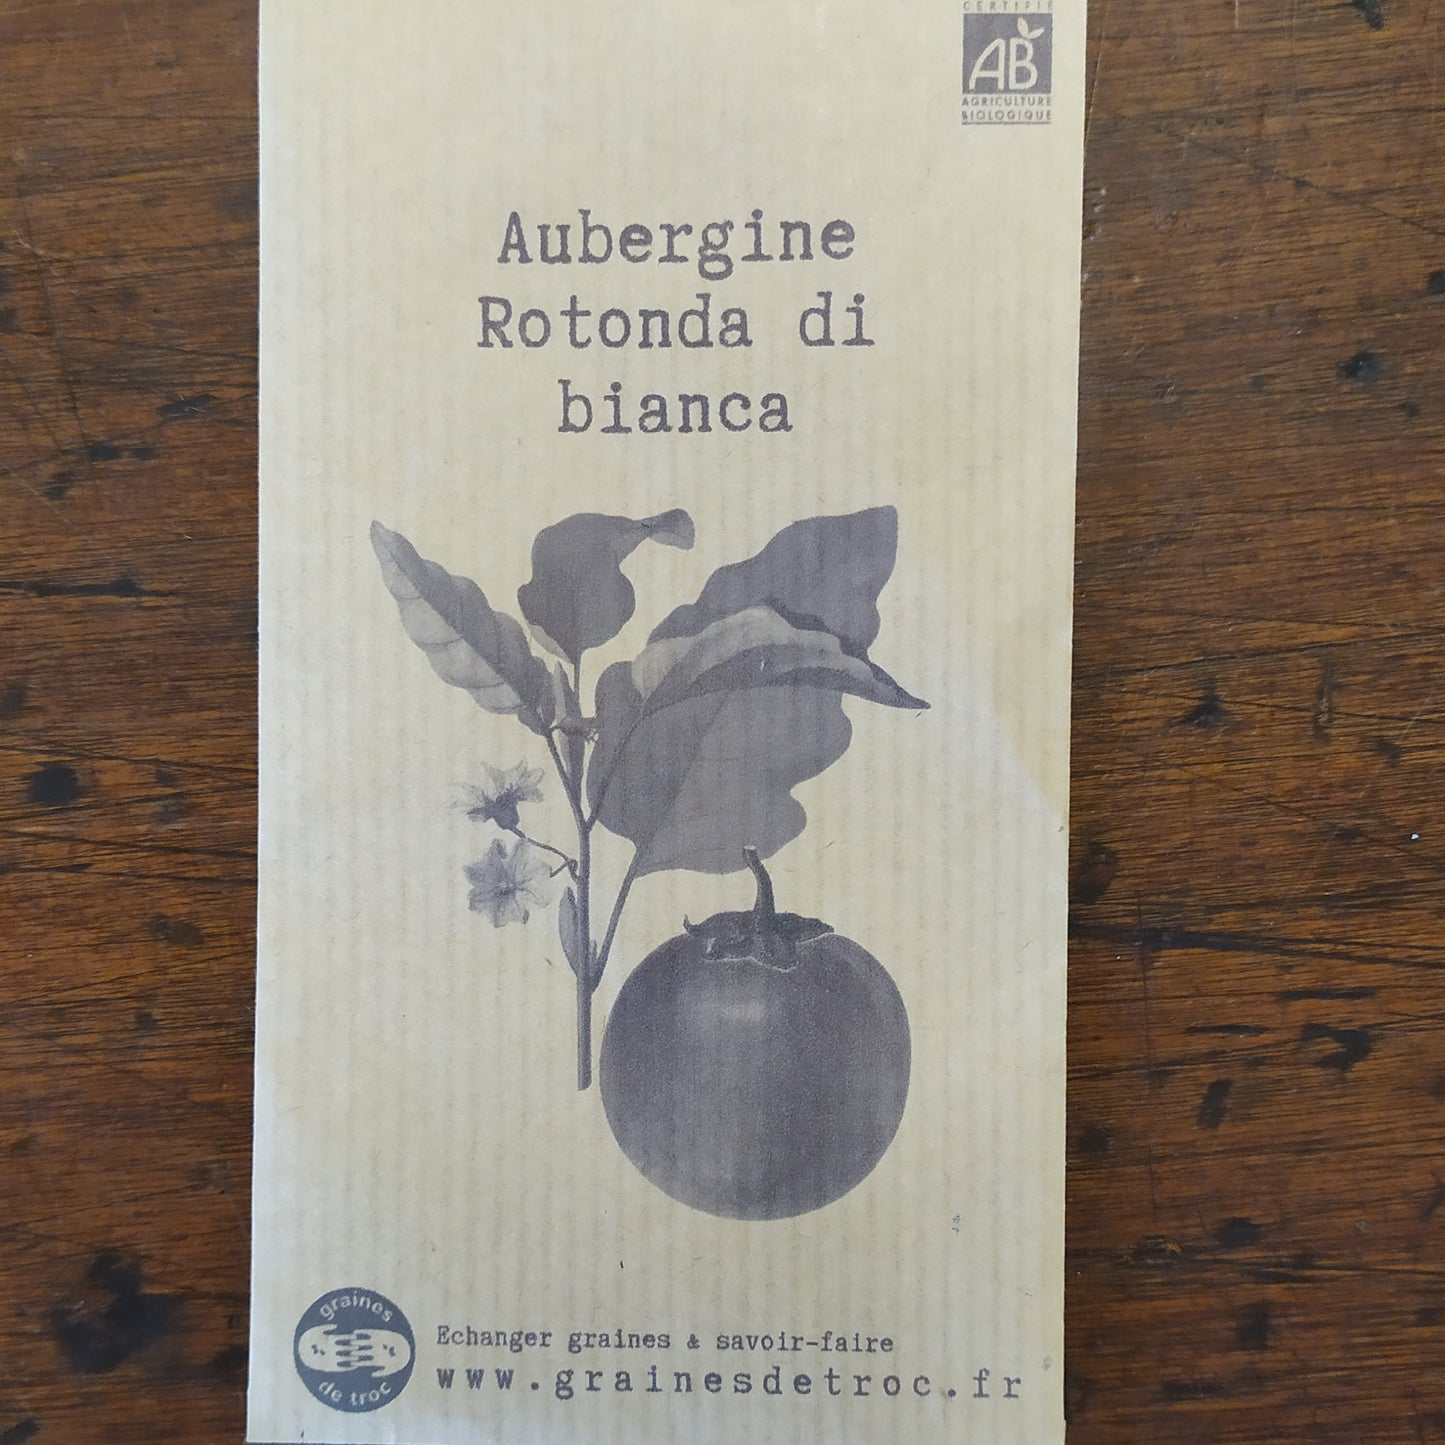 CERTIFIÉ
AB
AGRICULTURE
BIOLOGIQUE
Aubergine
Rotonda di
bianca
graines
de troc
Echanger graines & savoir-faire
www.grainesdetroc.fr